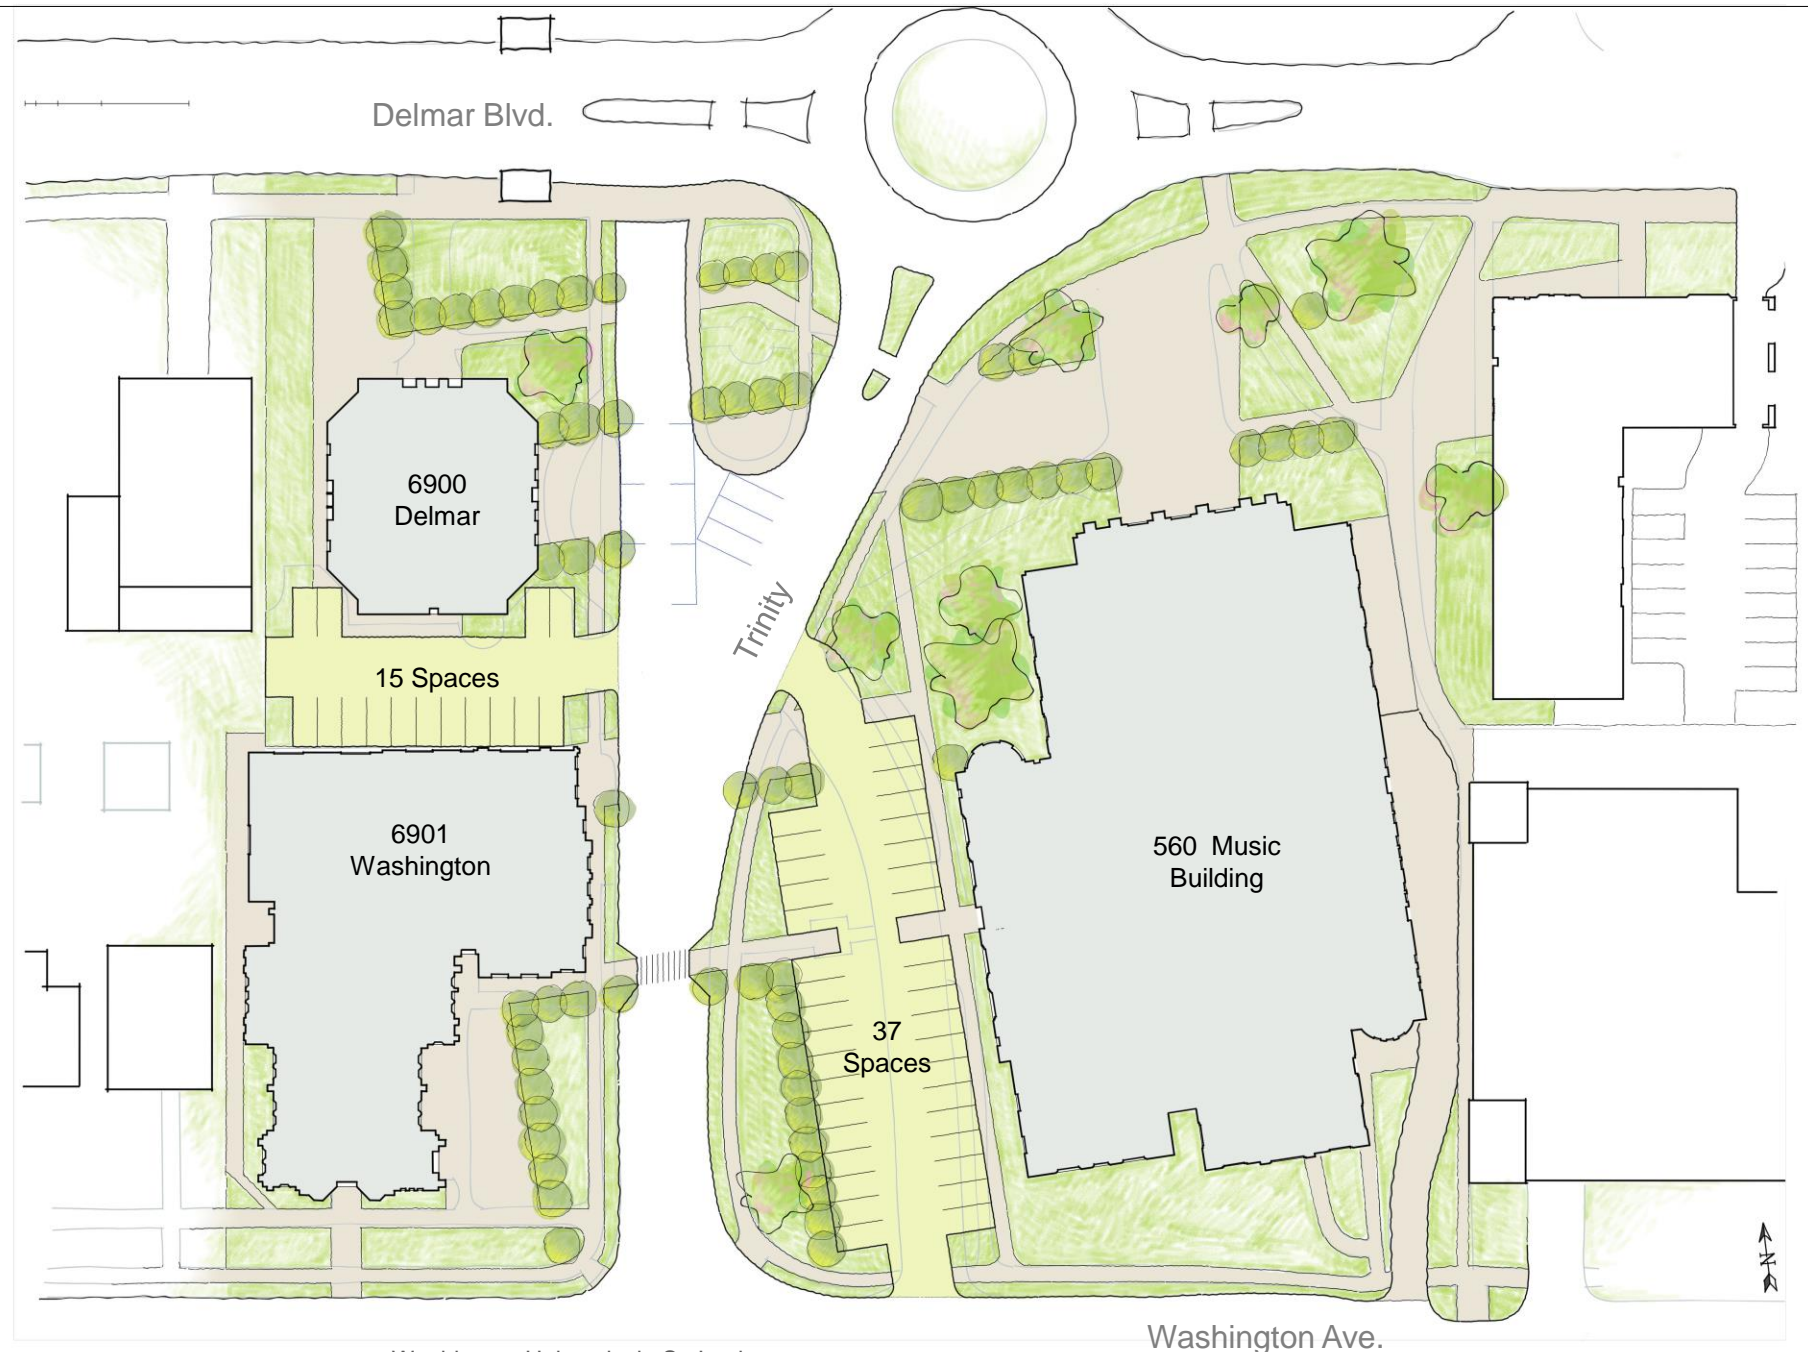 Delmar Blvd.
6900
Delmar
Trinity
15 Spaces
6901
Washington
560 Music
Building
37
Spaces
N
Washington Ave.